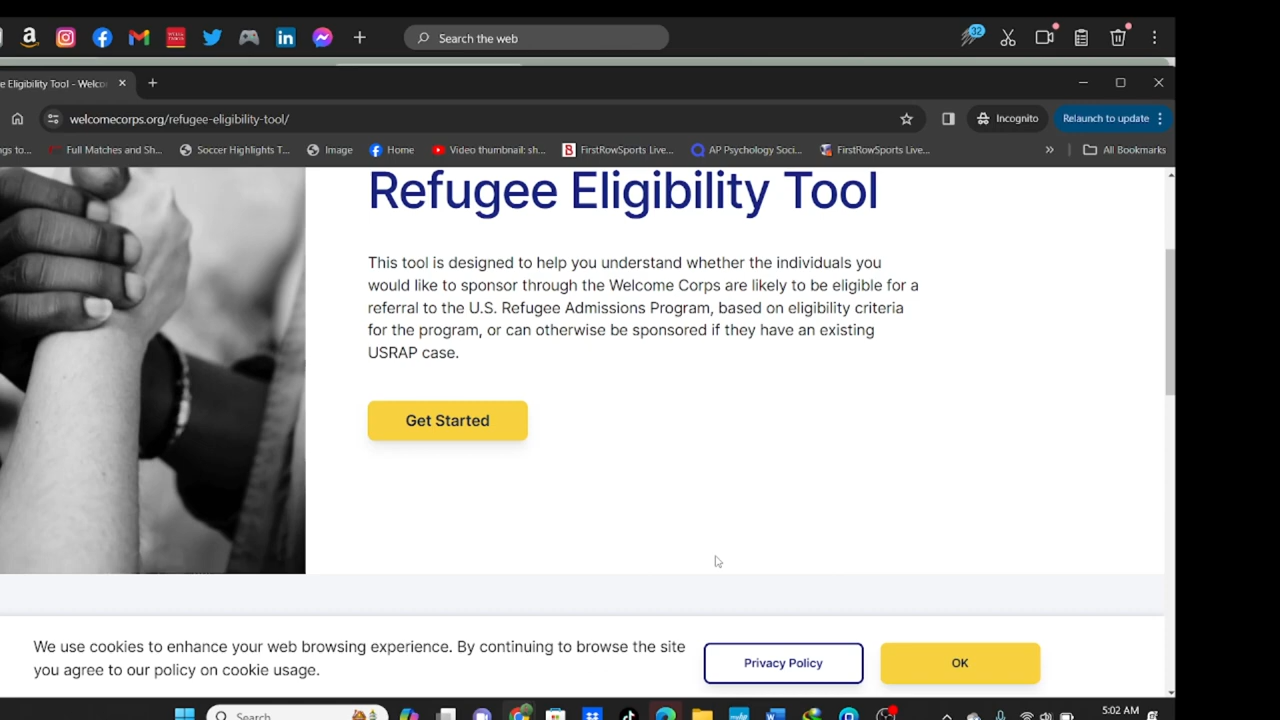 Search the web
32
e Eligibility Tool - Welco
welcomecorps.org/refugee-eligibility-tool/
Incognito
Relaunch to update
gs to...
Full Matches and Sh...
Soccer Highlights T...
Image
Home
Video thumbnail: sh...
FirstRowSports Live...
AP Psychology Soci...
FirstRowSports Live...
All Bookmarks
Refugee Eligibility Tool
This tool is designed to help you understand whether the individuals you
would like to sponsor through the Welcome Corps are likely to be eligible for a
referral to the U.S. Refugee Admissions Program, based on eligibility criteria
for the program, or can otherwise be sponsored if they have an existing
USRAP case.
Get Started
We use cookies to enhance your web browsing experience. By continuing to browse the site
you agree to our policy on cookie usage.
Privacy Policy
OK
Search
5:02 AM